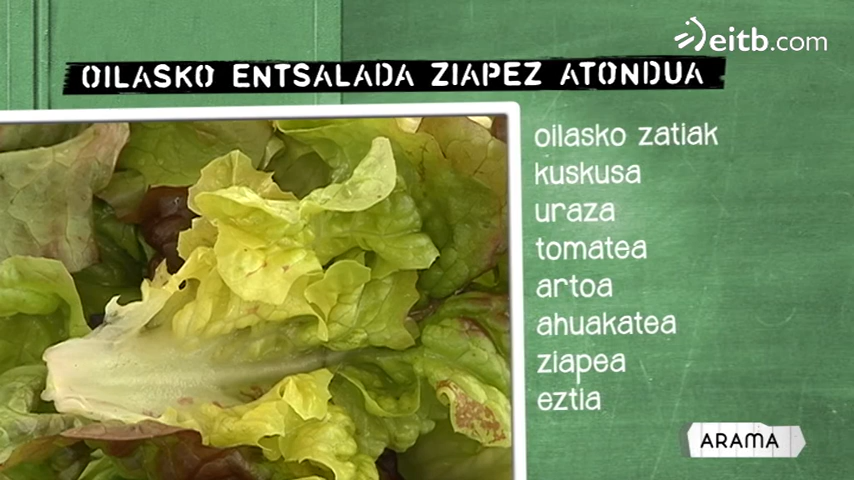 eitb.com
OILASKO ENTSALADA ZIAPEZ ATONDUA
oilasko zatiak
kuskusa
uraza
tomatea
artoa
ahuakatea
ziapea
eztia
ARAMA